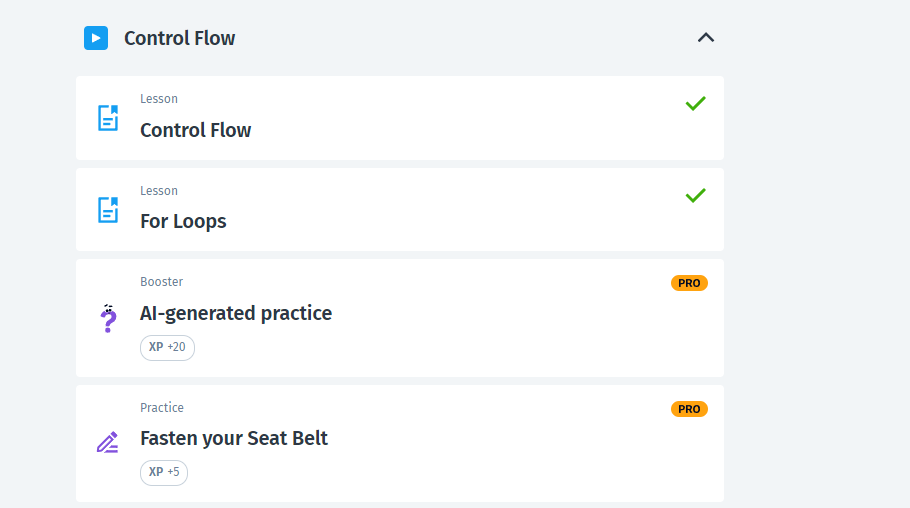 Control Flow
Lesson
Control Flow
Lesson
For Loops
Booster
PRO
AI-generated practice
XP +20
Practice
PRO
Fasten your Seat Belt
XP +5